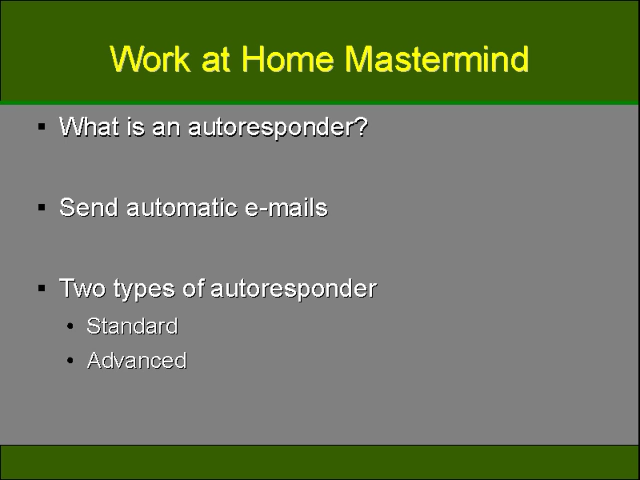 Work at Home Mastermind
▪ What is an autoresponder?
▪ Send automatic e-mails
▪ Two types of autoresponder
• Standard
• Advanced